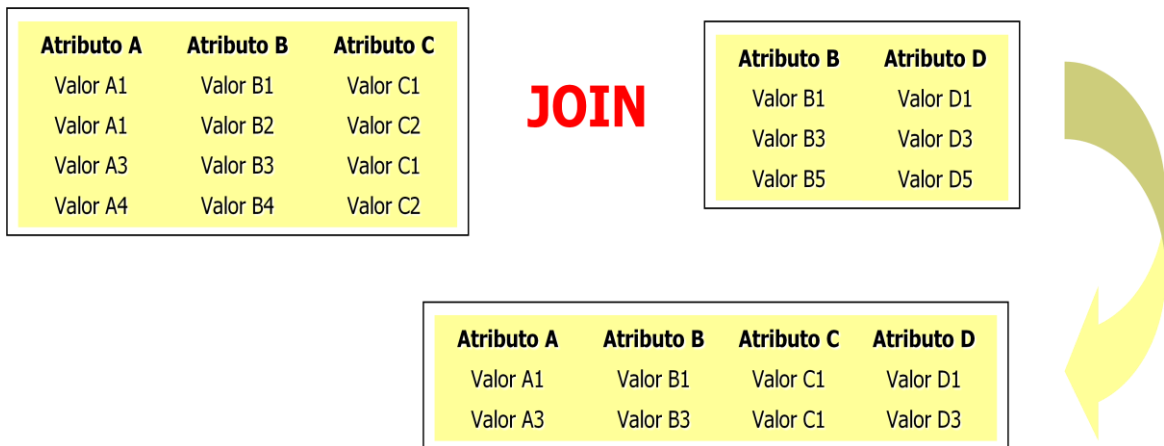 Atributo A Atributo B Atributo C
Valor A1 Valor B1 Valor C1
Valor A1 Valor B2 Valor C2
Valor A3 Valor B3 Valor C1
Valor A4 Valor B4 Valor C2
JOIN
Atributo B Atributo D
Valor B1 Valor D1
Valor B3 Valor D3
Valor B5 Valor D5
Atributo A Atributo B Atributo C Atributo D
Valor A1 Valor B1 Valor C1 Valor D1
Valor A3 Valor B3 Valor C1 Valor D3